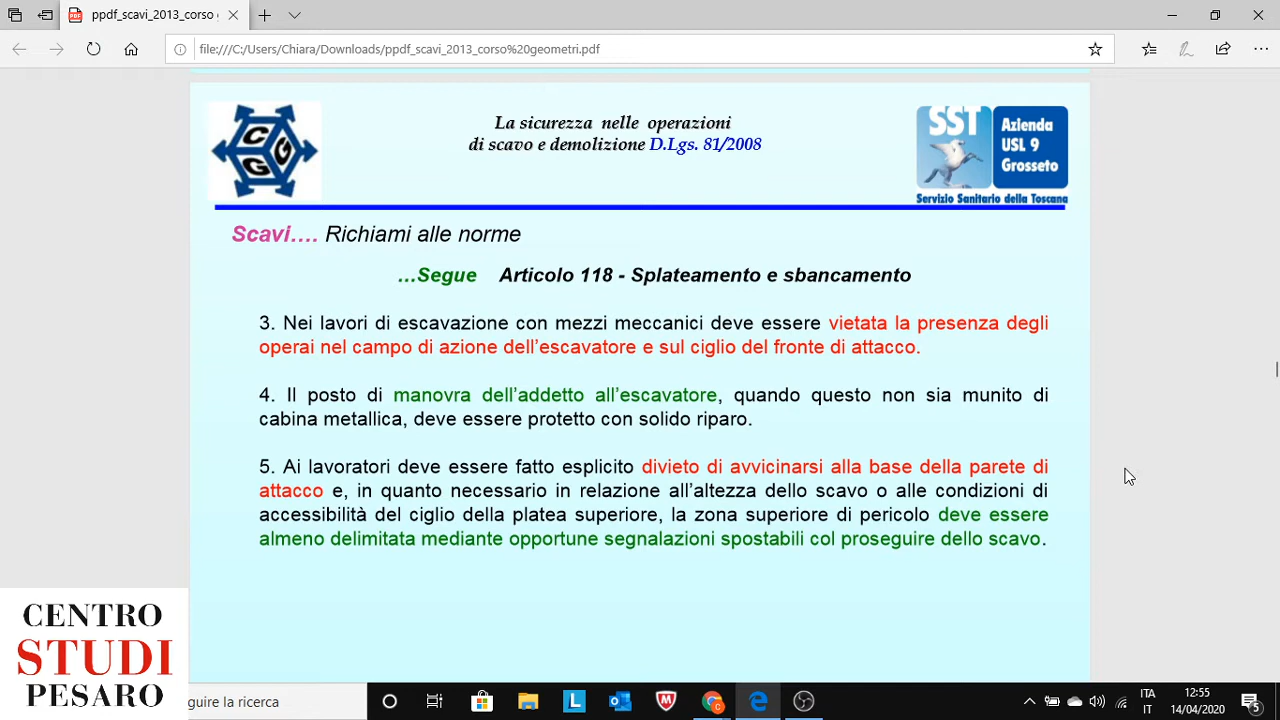 ppdf_scavi_2013_corso
file:///C:/Users/Chiara/Downloads/ppdf_scavi_2013_corso%20geometri.pdf
CGG
La sicurezza nelle operazioni
di scavo e demolizione D.Lgs. 81/2008
SST
Azienda
USL 9
Grosseto
Servizio Sanitario della Toscana
Scavi.... Richiami alle norme
...Segue Articolo 118 - Splateamento e sbancamento
3. Nei lavori di escavazione con mezzi meccanici deve essere vietata la presenza degli
operai nel campo di azione dell'escavatore e sul ciglio del fronte di attacco.
4. Il posto di manovra dell'addetto all'escavatore, quando questo non sia munito di
cabina metallica, deve essere protetto con solido riparo.
5. Ai lavoratori deve essere fatto esplicito divieto di avvicinarsi alla base della parete di
attacco e, in quanto necessario in relazione all'altezza dello scavo o alle condizioni di
accessibilità del ciglio della platea superiore, la zona superiore di pericolo deve essere
almeno delimitata mediante opportune segnalazioni spostabili col proseguire dello scavo.
CENTRO
STUDI
PESARO
guire la ricerca
ITA
IT
12:55
14/04/2020
5